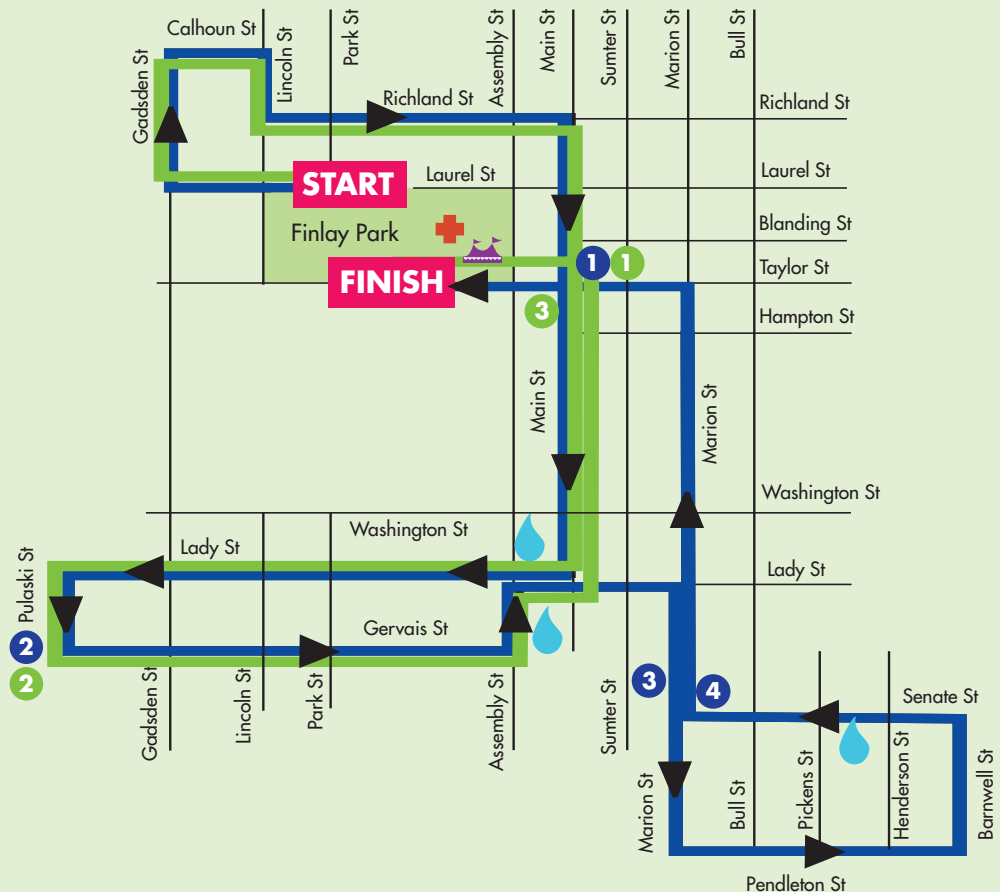 Calhoun St
Gadsden St
Lincoln St
Park St
Assembly St
Main St
Sumter St
Marion St
Bull St
Richland St
Richland St
START
Laurel St
Laurel St
Finlay Park
Blanding St
1
1
Taylor St
FINISH
3
Hampton St
Main St
Marion St
Washington St
Washington St
Lady St
Lady St
Pulaski St
Gervais St
2
2
3
4
Gadsden St
Lincoln St
Park St
Assembly St
Sumter St
Senate St
Marion St
Bull St
Pickens St
Henderson St
Barnwell St
Pendleton St